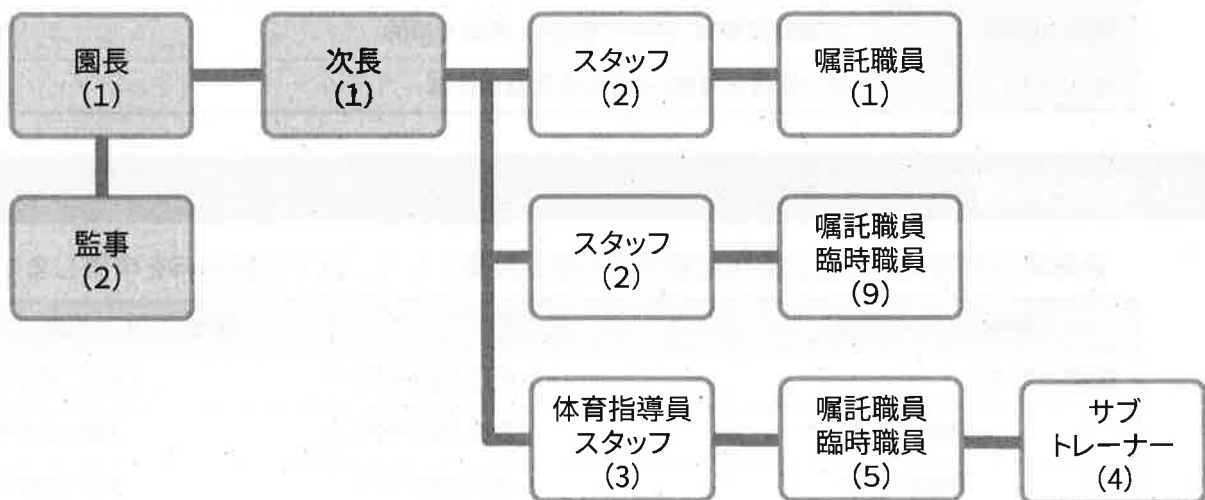 園長
(1)
次長
(1)
スタッフ
(2)
嘱託職員
(1)
監事
(2)
スタッフ
(2)
嘱託職員
臨時職員
(9)
体育指導員
スタッフ
(3)
嘱託職員
臨時職員
(5)
サブ
トレーナー
(4)